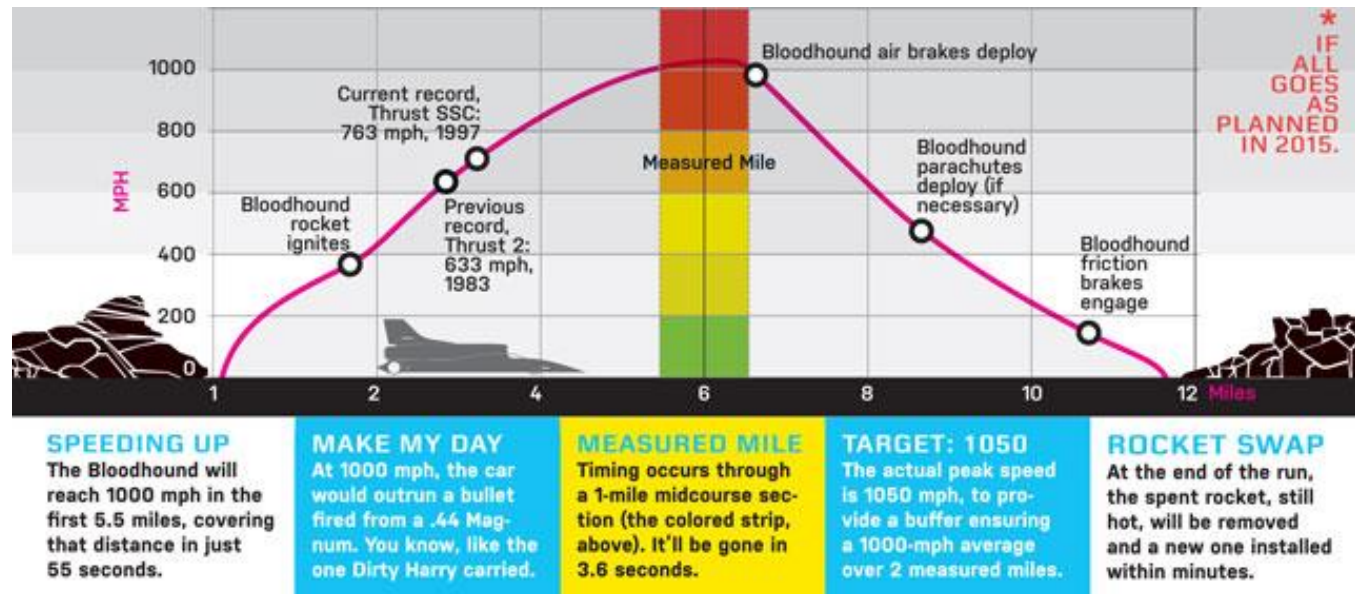 *
IF
ALL
GOES
AS
PLANNED
IN 2015.
MPH
1000
800
600
400
200
0
Bloodhound
rocket
ignites
Current record,
Thrust SSC:
763 mph, 1997
Previous
record,
Thrust 2:
633 mph,
1983
Measured Mile
Bloodhound air brakes deploy
Bloodhound
parachutes
deploy (if
necessary)
Bloodhound
friction
brakes
engage
1 2 4 6 8 10 12 Miles
SPEEDING UP
The Bloodhound will
reach 1000 mph in the
first 5.5 miles, covering
that distance in just
55 seconds.
MAKE MY DAY
At 1000 mph, the car
would outrun a bullet
fired from a .44 Mag-
num. You know, like the
one Dirty Harry carried.
MEASURED MILE
Timing occurs through
a 1-mile midcourse sec-
tion (the colored strip,
above). It'll be gone in
3.6 seconds.
TARGET: 1050
The actual peak speed
is 1050 mph, to pro-
vide a buffer ensuring
a 1000-mph average
over 2 measured miles.
ROCKET SWAP
At the end of the run,
the spent rocket, still
hot, will be removed
and a new one installed
within minutes.